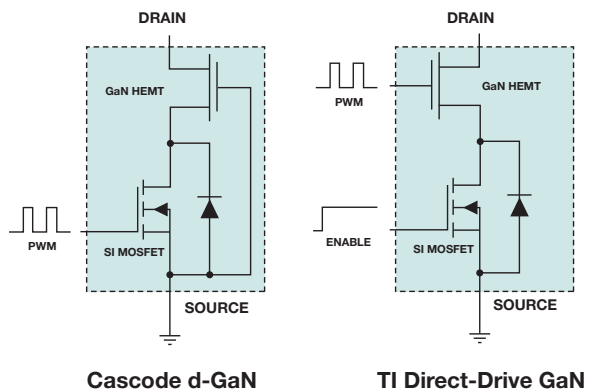 DRAIN
GaN HEMT
PWM
SI MOSFET
SOURCE
Cascode d-GaN
DRAIN
PWM
GaN HEMT
ENABLE
SI MOSFET
SOURCE
TI Direct-Drive GaN